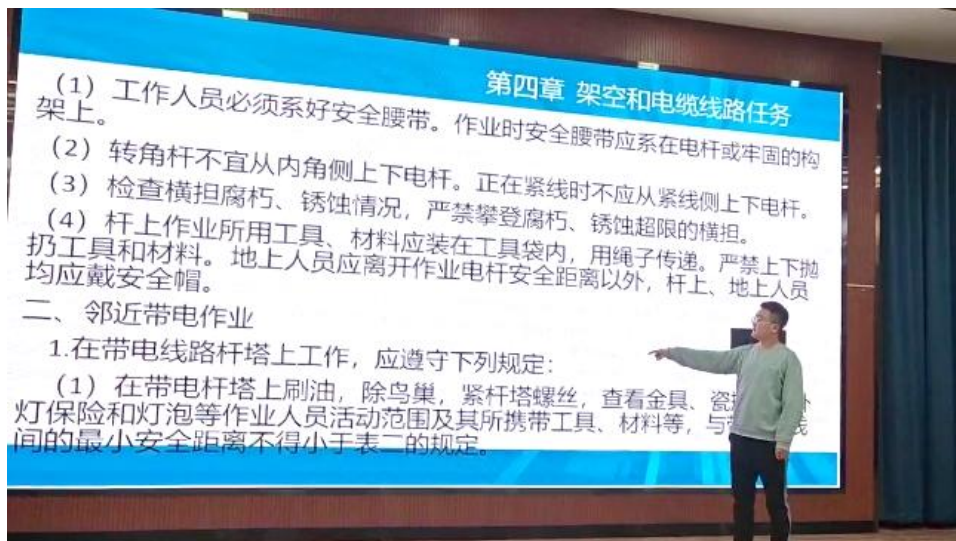 第四章 架空和电缆线路任务
（1）工作人员必须系好安全腰带。作业时安全腰带应系在电杆或牢固的构
架上。
（2）转角杆不宜从内角侧上下电杆。正在紧线时不应从紧线侧上下电杆。
（3）检查横担腐朽、锈蚀情况，严禁攀登腐朽、锈蚀超限的横担。
（4）杆上作业所用工具、材料应装在工具袋内，用绳子传递。严禁上下抛
扔工具和材料。地上人员应离开作业电杆安全距离以外，杆上、地上人员
均应戴安全帽。
二、邻近带电作业
1.在带电线路杆塔上工作，应遵守下列规定：
（1）在带电杆塔上刷油，除鸟巢，紧杆塔螺丝，查看金具、瓷
灯保险和灯泡等作业人员活动范围及其所携带工具、材料等，与 线
间的最小安全距离不得小于表二的规定。